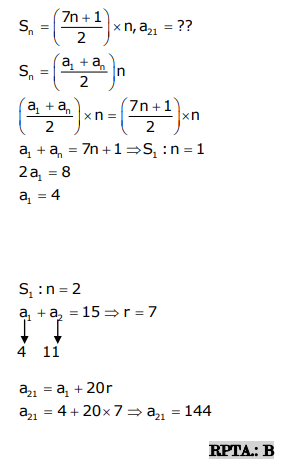 Sₙ = ((7n + 1)/2) × n, a₂₁ = ??
Sₙ = ((a₁ + aₙ)/2) n
((a₁ + aₙ)/2) × n = ((7n + 1)/2) × n
a₁ + aₙ = 7n + 1 ⇒ S₁ : n = 1
2a₁ = 8
a₁ = 4
S₁ : n = 2
a₁ + a₂ = 15 ⇒ r = 7
4 11
a₂₁ = a₁ + 20r
a₂₁ = 4 + 20 × 7 ⇒ a₂₁ = 144
RPTA.: B